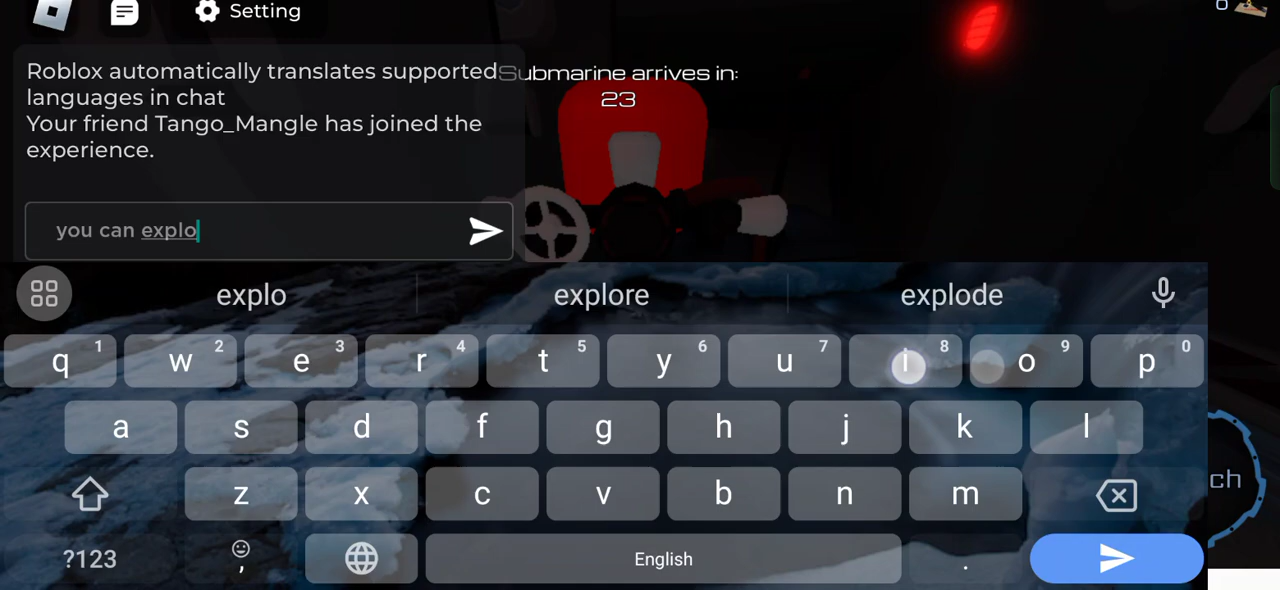 Setting
Roblox automatically translates supported
languages in chat
Your friend Tango_Mangle has joined the
experience.
Submarine arrives in:
23
you can explo
explo explore explode
q 1 w 2 e 3 r 4 t 5 y 6 u 7 i 8 o 9 p 0
a s d f g h j k l
z x c v b n m
ch
?123 , English .